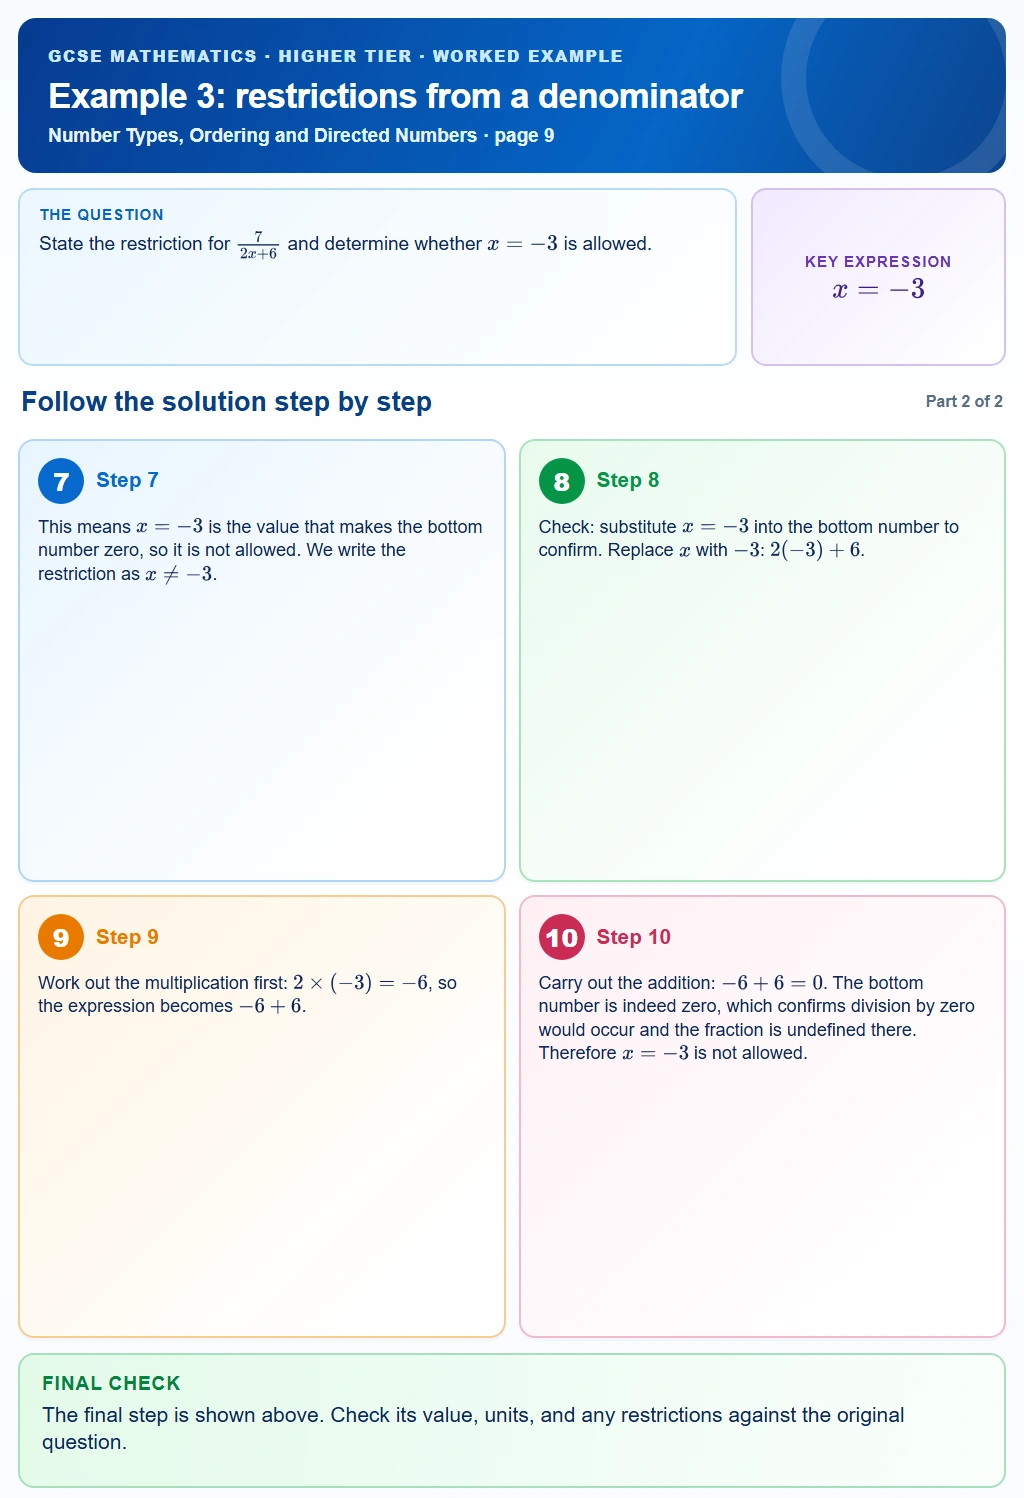 GCSE MATHEMATICS · HIGHER TIER · WORKED EXAMPLE
Example 3: restrictions from a denominator
Number Types, Ordering and Directed Numbers · page 9
THE QUESTION
State the restriction for 7/(2x+6) and determine whether x = −3 is allowed.
KEY EXPRESSION
x = −3
Follow the solution step by step
Part 2 of 2
7 Step 7
This means x = −3 is the value that makes the bottom
number zero, so it is not allowed. We write the
restriction as x ≠ −3.
8 Step 8
Check: substitute x = −3 into the bottom number to
confirm. Replace x with −3: 2(−3) + 6.
9 Step 9
Work out the multiplication first: 2 × (−3) = −6, so
the expression becomes −6 + 6.
10 Step 10
Carry out the addition: −6 + 6 = 0. The bottom
number is indeed zero, which confirms division by zero
would occur and the fraction is undefined there.
Therefore x = −3 is not allowed.
FINAL CHECK
The final step is shown above. Check its value, units, and any restrictions against the original
question.